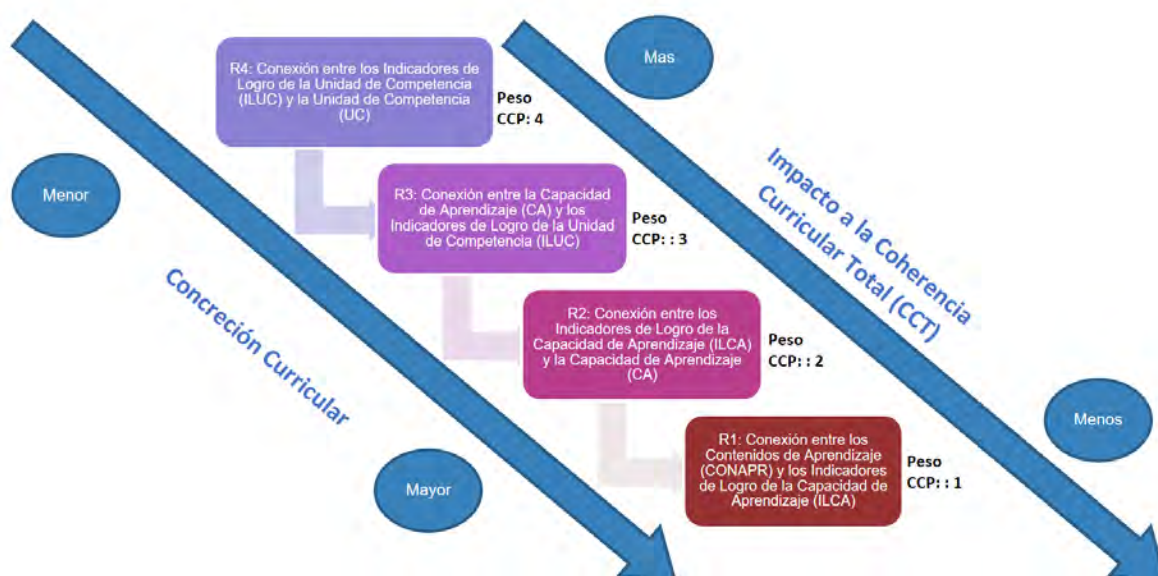 Mas
R4: Conexión entre los Indicadores de
Logro de la Unidad de Competencia
(ILUC) y la Unidad de Competencia
(UC)
Peso
CCP: 4
Menor
R3: Conexión entre la Capacidad
de Aprendizaje (CA) y los
Indicadores de Logro de la Unidad
de Competencia (ILUC)
Peso
CCP: : 3
Impacto a la Coherencia
Curricular Total (CCT)
Concreción Curricular
R2: Conexión entre los
Indicadores de Logro de la
Capacidad de Aprendizaje (ILCA)
y la Capacidad de Aprendizaje
(CA)
Peso
CCP: : 2
Menos
R1: Conexión entre los
Contenidos de Aprendizaje
(CONAPR) y los Indicadores
de Logro de la Capacidad de
Aprendizaje (ILCA)
Peso
CCP: : 1
Mayor